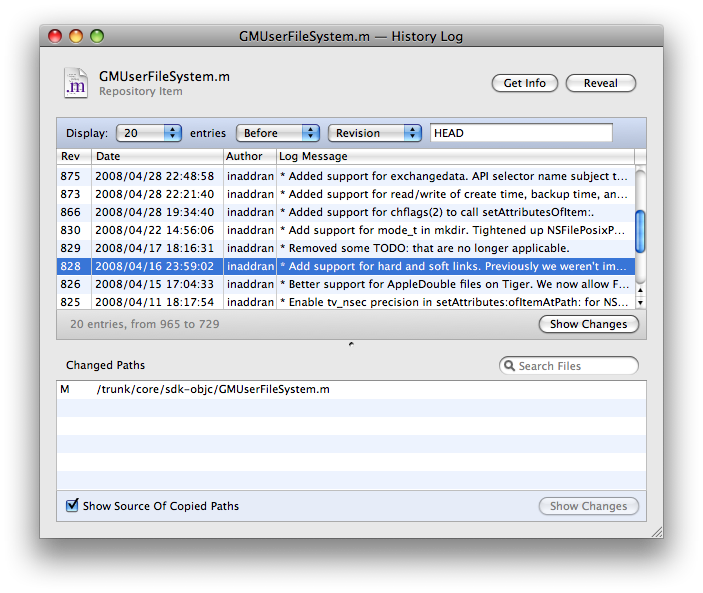 GMUserFileSystem.m — History Log
.m
GMUserFileSystem.m
Repository Item
Get Info
Reveal
Display: 20 entries Before Revision HEAD
Rev Date Author Log Message
875 2008/04/28 22:48:58 inaddran * Added support for exchangedata. API selector name subject t...
873 2008/04/28 22:21:40 inaddran * Added support for read/write of create time, backup time, an...
866 2008/04/28 19:34:40 inaddran * Added support for chflags(2) to call setAttributesOfItem:.
830 2008/04/22 14:56:06 inaddran * Add support for mode_t in mkdir. Tightened up NSFilePosixP...
829 2008/04/17 18:16:31 inaddran * Removed some TODO: that are no longer applicable.
828 2008/04/16 23:59:02 inaddran * Add support for hard and soft links. Previously we weren't im...
826 2008/04/15 17:04:33 inaddran * Better support for AppleDouble files on Tiger. We now allow F...
825 2008/04/11 18:17:54 inaddran * Enable tv_nsec precision in setAttributes:ofItemAtPath: for NS...
20 entries, from 965 to 729
Show Changes
Changed Paths
Search Files
M /trunk/core/sdk-objc/GMUserFileSystem.m
Show Source Of Copied Paths
Show Changes